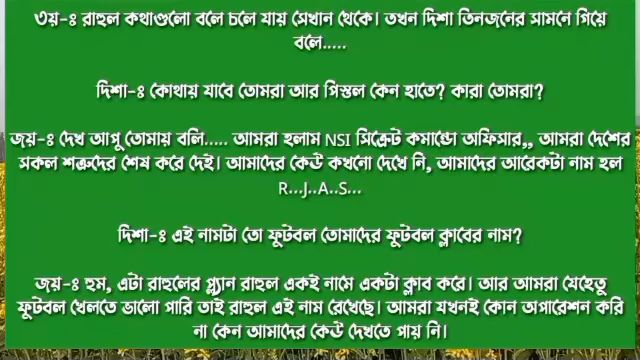 ৩য়-ঃ রাহুল কথাগুলো বলে চলে যায় সেখান থেকে। তখন দিশা তিনজনের সামনে গিয়ে
বলে.....
দিশা-ঃ কোথায় যাবে তোমরা আর পিস্তল কেন হাতে? কারা তোমরা?
জয়-ঃ দেখ আপু তোমায় বলি..... আমরা হলাম NSI সিক্রেট কমান্ডো অফিসার,, আমরা দেশের
সকল শত্রুদের শেষ করে দেই। আমাদের কেউ কখনো দেখে নি, আমাদের আরেকটা নাম হল
R...J..A..S...
দিশা-ঃ এই নামটা তো ফুটবল তোমাদের ফুটবল ক্লাবের নাম?
জয়-ঃ হুম, এটা রাহুলের প্ল্যান রাহুল একই নামে একটা ক্লাব করে। আর আমরা যেহেতু
ফুটবল খেলতে ভালো পারি তাই রাহুল এই নাম রেখেছে। আমরা যখনই কোন অপারেশন করি
না কেন আমাদের কেউ দেখতে পায় নি।